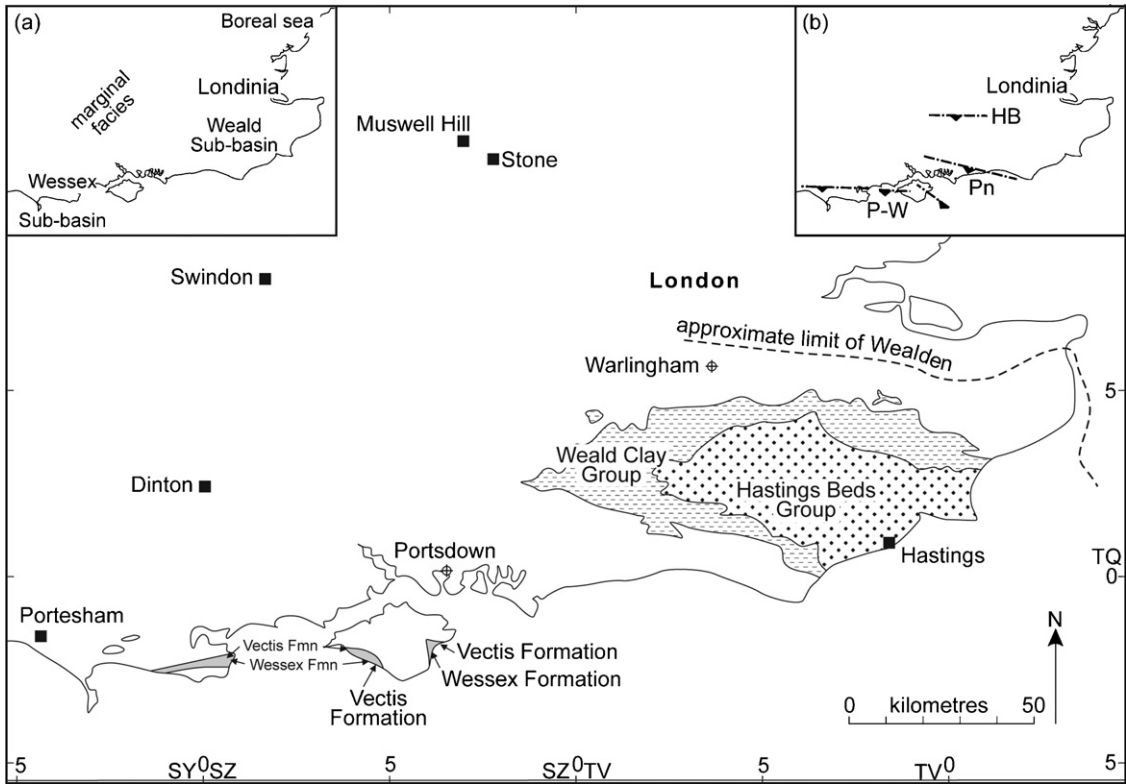 (a)
Boreal sea
Londinia
marginal
facies
Weald
Sub-basin
Wessex
Sub-basin
(b)
Londinia
HB
Pn
P-W
Muswell Hill
Stone
Swindon
London
approximate limit of Wealden
Warlingham
5
Weald Clay
Group
Hastings Beds
Group
Dinton
Hastings
Portsdown
TQ
0
Portesham
N
Vectis Fmn
Wessex Fmn
Vectis Formation
Wessex Formation
Vectis
Formation
0 kilometres 50
5 SY 0 SZ 5 SZ 0 TV 5 TV 0 5